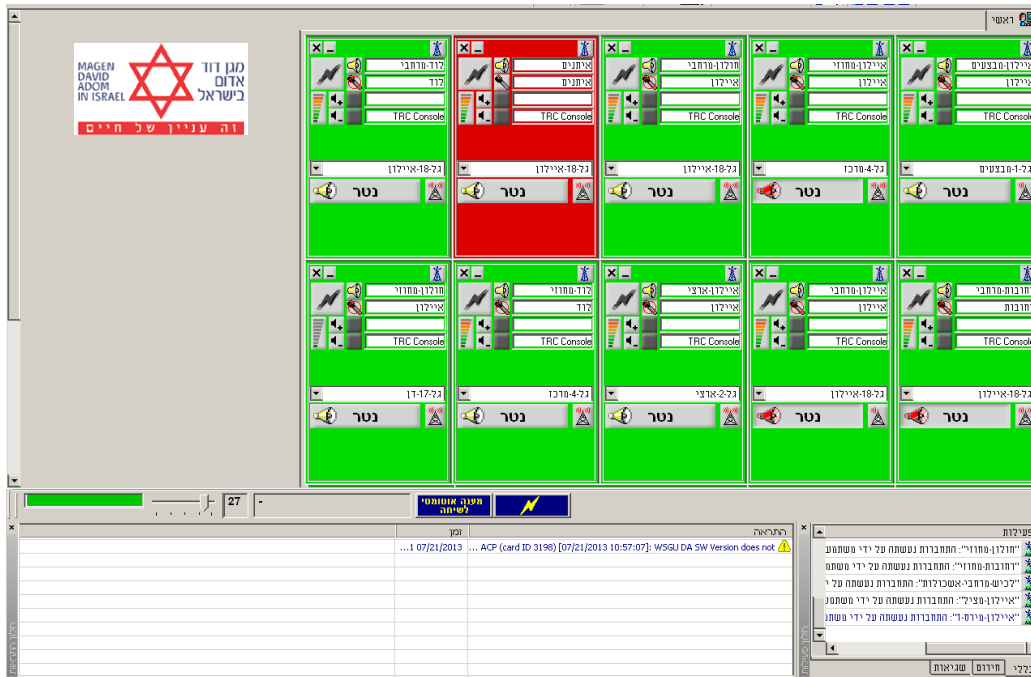 ראשי
MAGEN
DAVID
ADOM
IN ISRAEL
מגן דוד
אדום
בישראל
זה עניין של חיים
איילון-מבצעים
איילון
TRC Console
גל-1-מבצעים
נטר
איילון-מחוזי
איילון
TRC Console
גל-4-מרכז
נטר
חולון-מרחבי
איילון
TRC Console
גל-18-איילון
נטר
איתנים
איתנים
TRC Console
גל-18-איילון
נטר
לוד-מרחבי
לוד
TRC Console
גל-18-איילון
נטר
רחובות-מרחבי
רחובות
TRC Console
גל-18-איילון
נטר
איילון-מרחבי
איילון
TRC Console
גל-18-איילון
נטר
איילון-ארצי
איילון
TRC Console
גל-2-ארצי
נטר
לוד-מחוזי
לוד
TRC Console
גל-4-מרכז
נטר
חולון-מחוזי
איילון
TRC Console
גל-17-דן
נטר
27
-
מענה אוטומטי
לשיחה
התראה זמן
... ACP (card ID 3198) [07/21/2013 10:57:07]: WSGU DA SW Version does not
...1 07/21/2013
חלון התראות
פעילות
"חולון-מחוזי": התחברות נעשתה על ידי משתמש
"רחובות-מחוזי": התחברות נעשתה על ידי משתמ
"לכיש-מרחבי-אשכולות": התחברות נעשתה על י
"איילון-מציל": התחברות נעשתה על ידי משתמ
"איילון-מירס-1": התחברות נעשתה על ידי משתמ
חלון פעילות
כללי חירום שגיאות